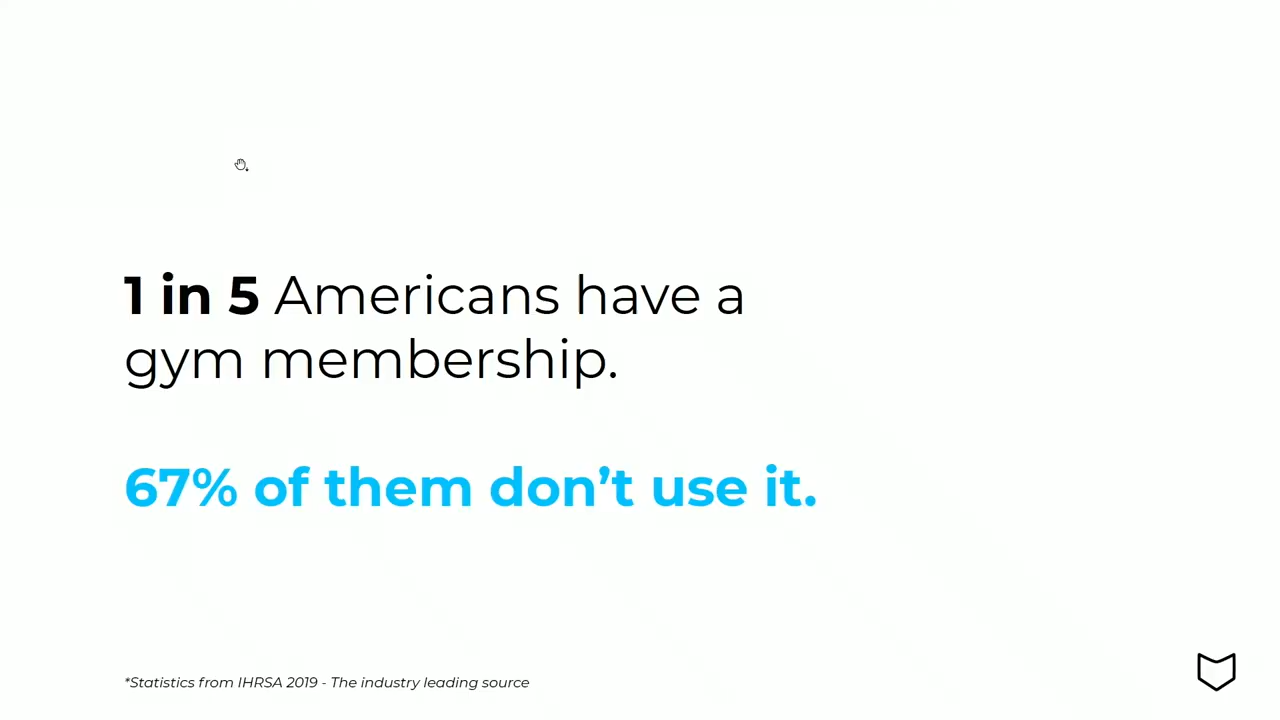 1 in 5 Americans have a
gym membership.
67% of them don’t use it.
*Statistics from IHRSA 2019 - The industry leading source